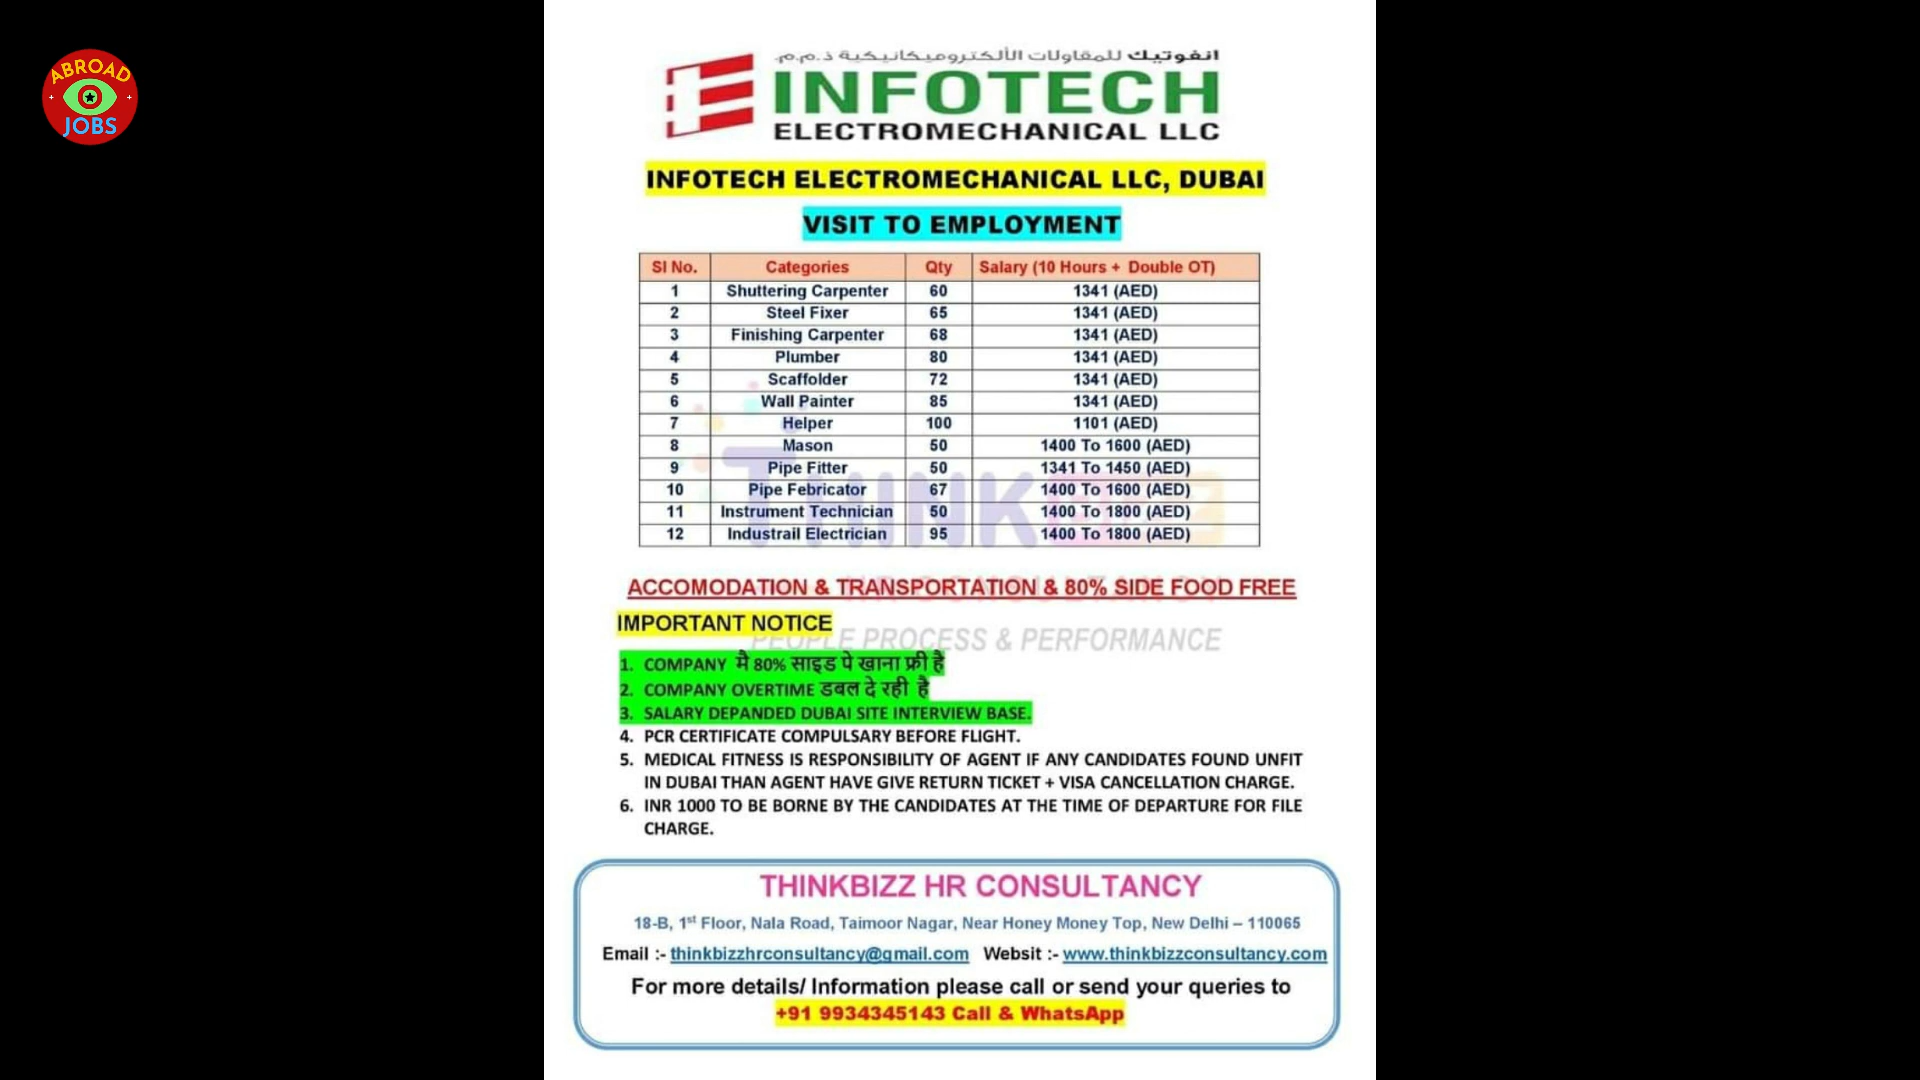 ABROAD
JOBS
انفوتيك للمقاولات الألكتروميكانيكية ذ.م.م.
INFOTECH
ELECTROMECHANICAL LLC
INFOTECH ELECTROMECHANICAL LLC, DUBAI
VISIT TO EMPLOYMENT
SI No. Categories Qty Salary (10 Hours + Double OT)
1 Shuttering Carpenter 60 1341 (AED)
2 Steel Fixer 65 1341 (AED)
3 Finishing Carpenter 68 1341 (AED)
4 Plumber 80 1341 (AED)
5 Scaffolder 72 1341 (AED)
6 Wall Painter 85 1341 (AED)
7 Helper 100 1101 (AED)
8 Mason 50 1400 To 1600 (AED)
9 Pipe Fitter 50 1341 To 1450 (AED)
10 Pipe Febricator 67 1400 To 1600 (AED)
11 Instrument Technician 50 1400 To 1800 (AED)
12 Industrail Electrician 95 1400 To 1800 (AED)
ACCOMODATION & TRANSPORTATION & 80% SIDE FOOD FREE
IMPORTANT NOTICE
PEOPLE PROCESS & PERFORMANCE
1. COMPANY मै 80% साइड पे खाना फ्री है
2. COMPANY OVERTIME डबल दे रही है
3. SALARY DEPANDED DUBAI SITE INTERVIEW BASE.
4. PCR CERTIFICATE COMPULSARY BEFORE FLIGHT.
5. MEDICAL FITNESS IS RESPONSIBILITY OF AGENT IF ANY CANDIDATES FOUND UNFIT
IN DUBAI THAN AGENT HAVE GIVE RETURN TICKET + VISA CANCELLATION CHARGE.
6. INR 1000 TO BE BORNE BY THE CANDIDATES AT THE TIME OF DEPARTURE FOR FILE
CHARGE.
THINKBIZZ HR CONSULTANCY
18-B, 1st Floor, Nala Road, Taimoor Nagar, Near Honey Money Top, New Delhi – 110065
Email :- thinkbizzhrconsultancy@gmail.com Websit :- www.thinkbizzconsultancy.com
For more details/ Information please call or send your queries to
+91 9934345143 Call & WhatsApp